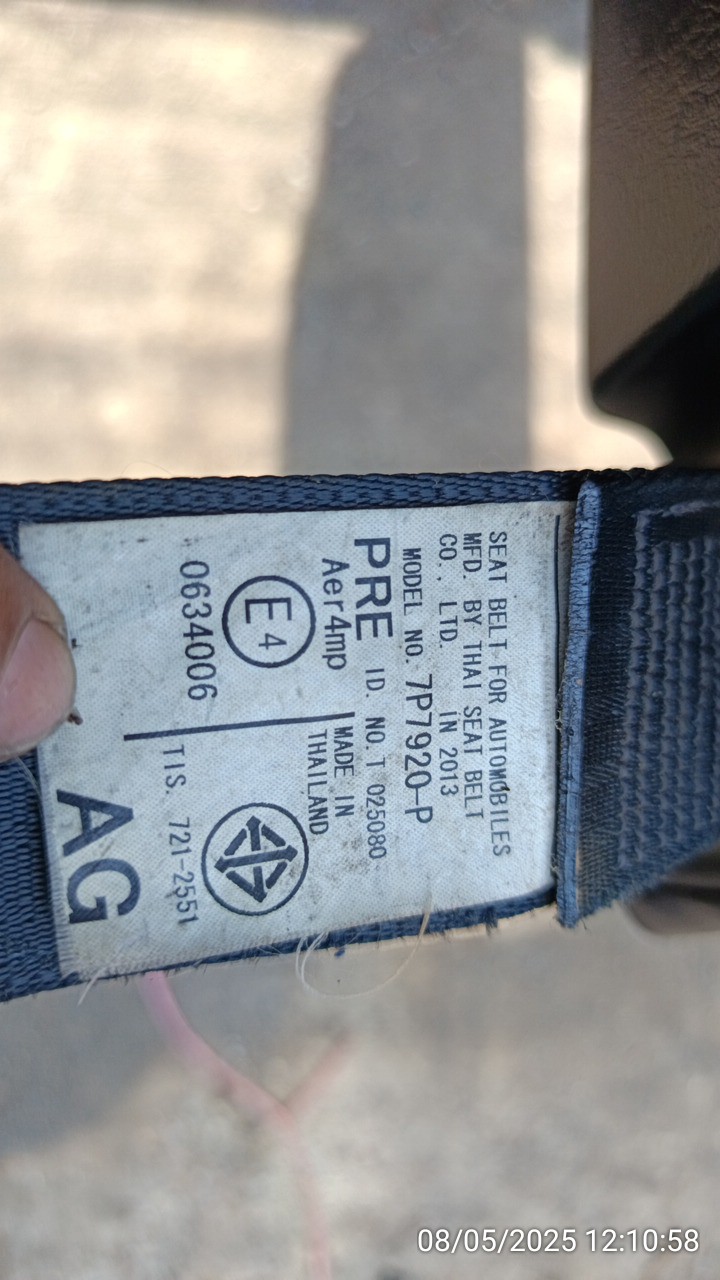 SEAT BELT FOR AUTOMOBILES
MFD. BY THAI SEAT BELT
CO., LTD. IN 2013
MODEL NO. 7P7920-P
PRE ID. NO. T 025080
Aer4mp
E4
0634006
MADE IN
THAILAND
TIS. 721-2551
AG
08/05/2025 12:10:58